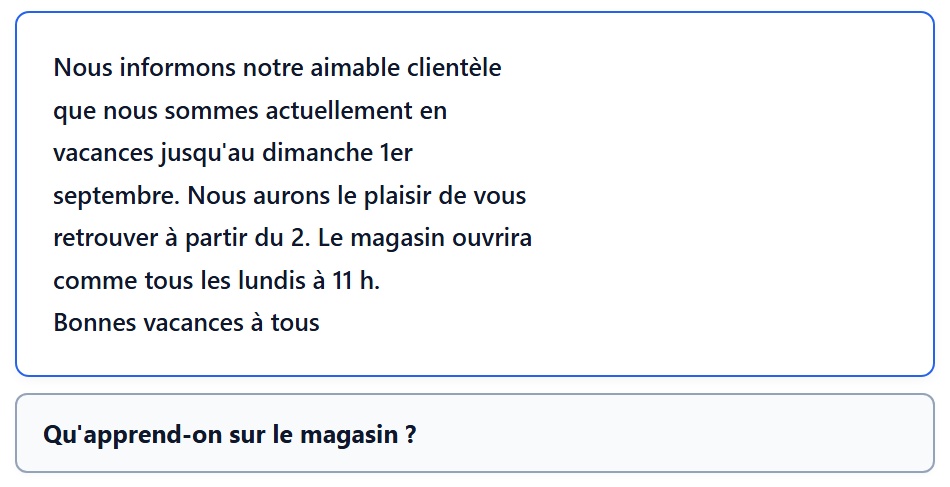 Nous informons notre aimable clientèle
que nous sommes actuellement en
vacances jusqu'au dimanche 1er
septembre. Nous aurons le plaisir de vous
retrouver à partir du 2. Le magasin ouvrira
comme tous les lundis à 11 h.
Bonnes vacances à tous
Qu'apprend-on sur le magasin ?